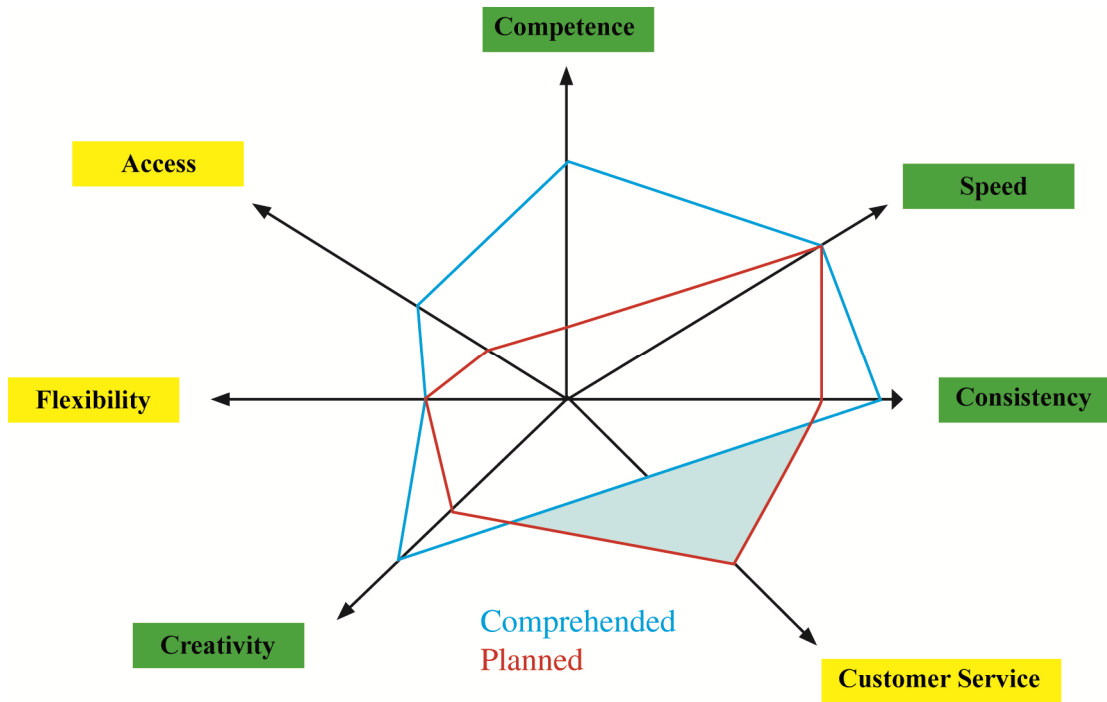 Competence
Access
Speed
Flexibility
Consistency
Comprehended
Planned
Creativity
Customer Service